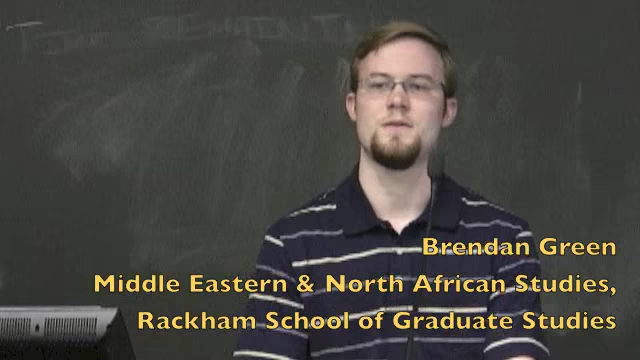 Brendan Green
Middle Eastern & North African Studies,
Rackham School of Graduate Studies